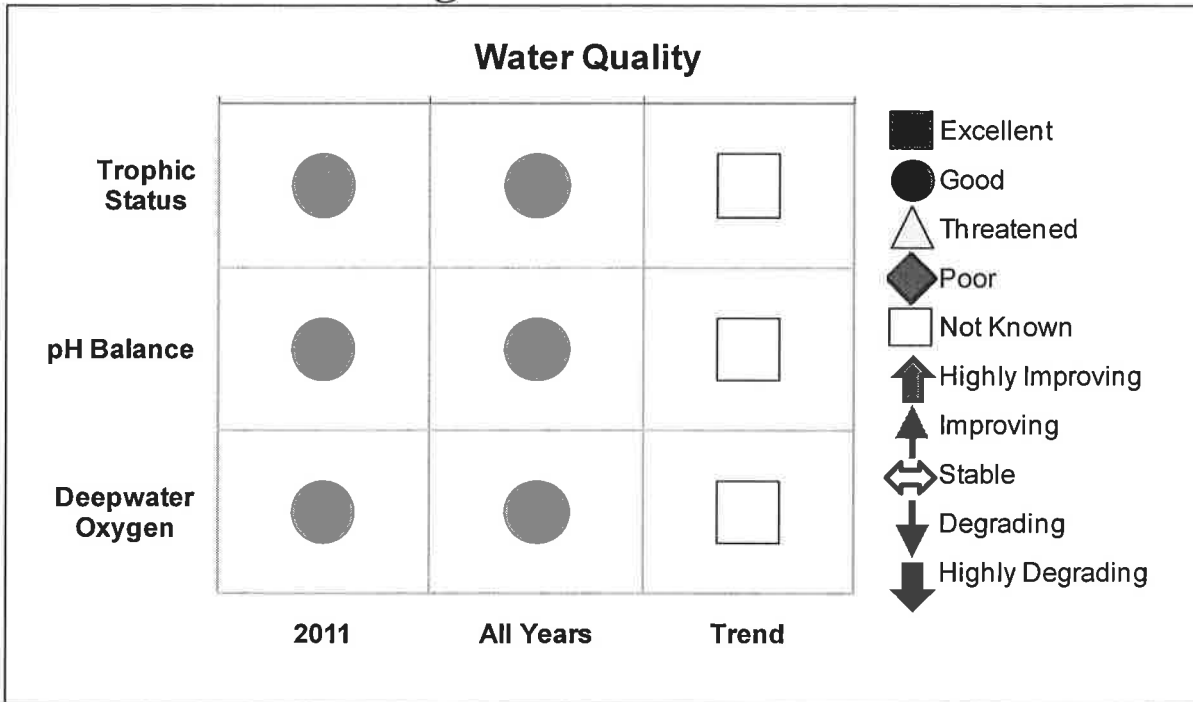 Water Quality
Trophic
Status
pH Balance
Deepwater
Oxygen
2011
All Years
Trend
Excellent
Good
Threatened
Poor
Not Known
Highly Improving
Improving
Stable
Degrading
Highly Degrading